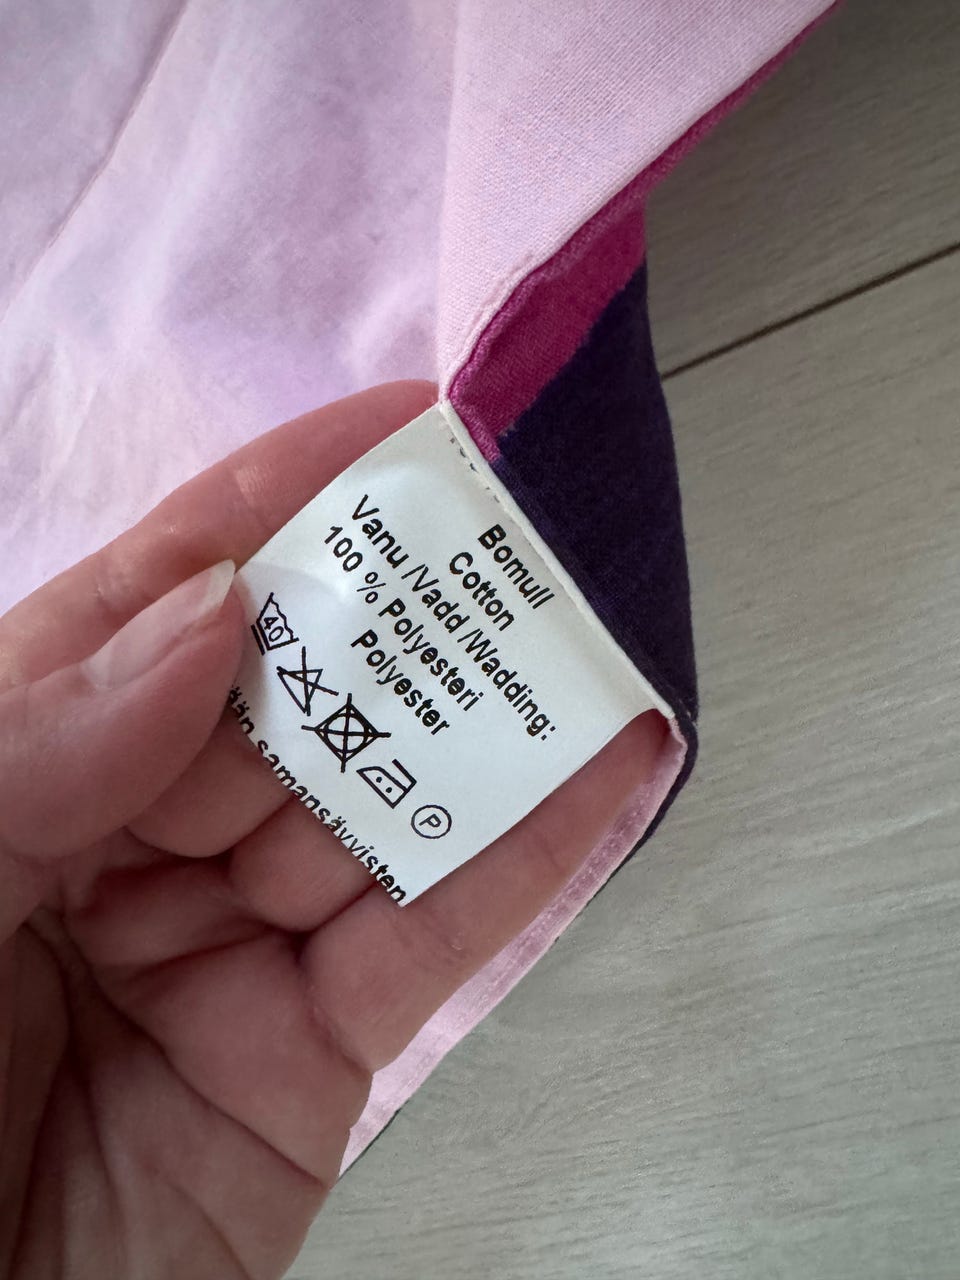 Bomull
Cotton
Vanu /Vadd /Wadding:
100 % Polyesteri
Polyester
40
P
samansävyisten